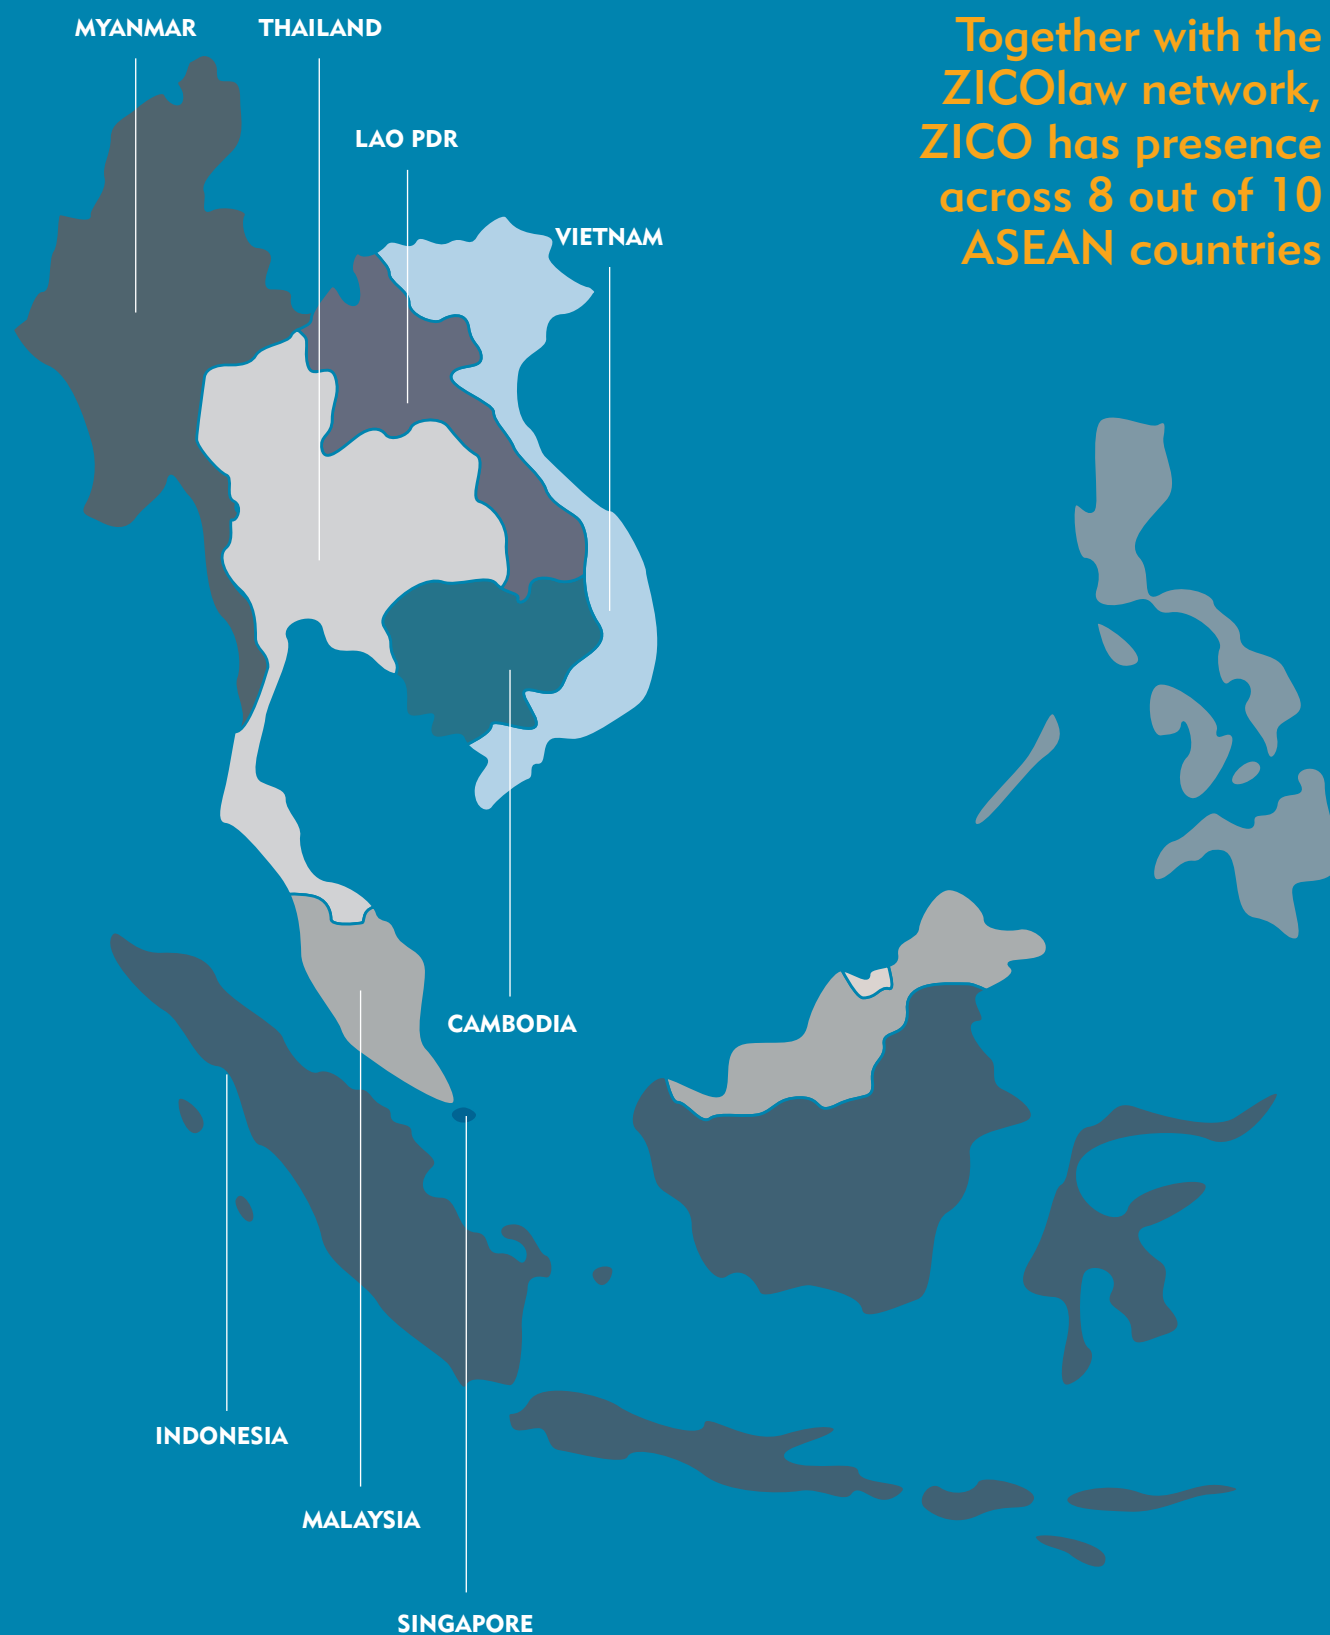 MYANMAR
THAILAND
Together with the
ZICOlaw network,
ZICO has presence
across 8 out of 10
ASEAN countries
LAO PDR
VIETNAM
CAMBODIA
INDONESIA
MALAYSIA
SINGAPORE